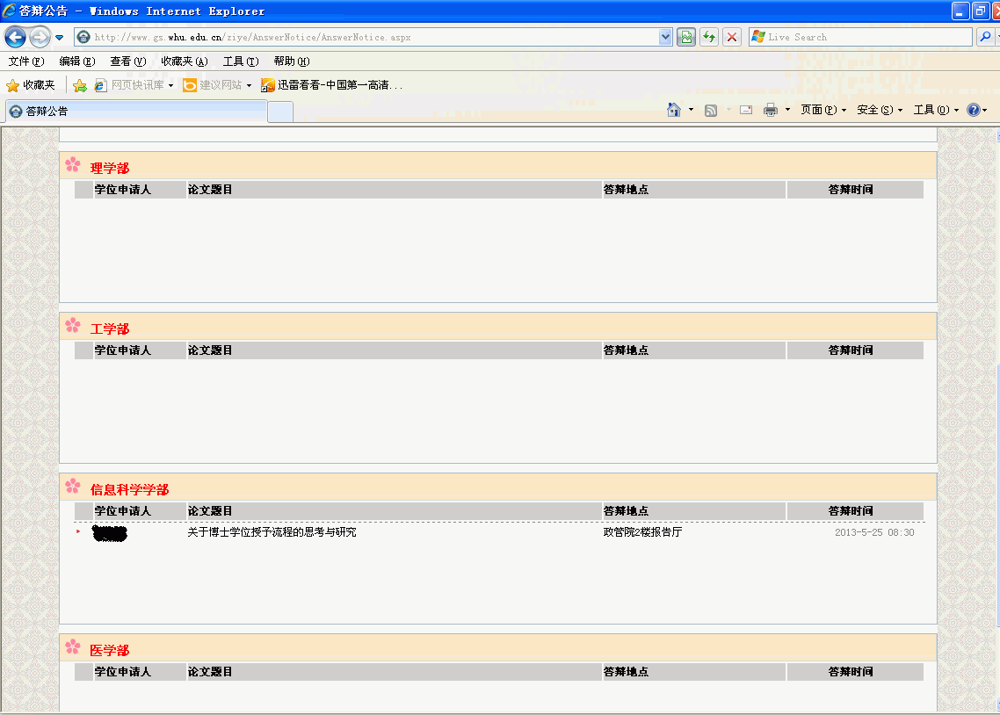 答辩公告 - Windows Internet Explorer
http://www.gs.whu.edu.cn/ziye/AnswerNotice/AnswerNotice.aspx Live Search
文件(F) 编辑(E) 查看(V) 收藏夹(A) 工具(T) 帮助(H)
收藏夹 网页快讯库 建议网站 迅雷看看-中国第一高清...
答辩公告 页面(P) 安全(S) 工具(O)
理学部
学位申请人 论文题目 答辩地点 答辩时间
工学部
学位申请人 论文题目 答辩地点 答辩时间
信息科学学部
学位申请人 论文题目 答辩地点 答辩时间
关于博士学位授予流程的思考与研究 政管院2楼报告厅 2013-5-25 08:30
医学部
学位申请人 论文题目 答辩地点 答辩时间